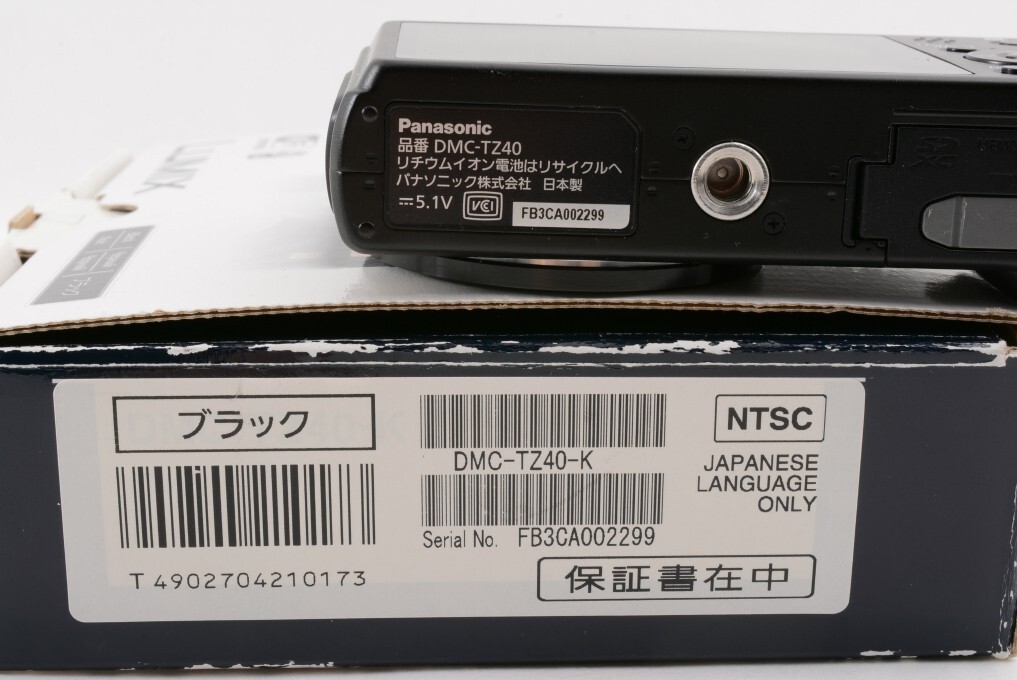 Panasonic
品番 DMC-TZ40
リチウムイオン電池はリサイクルへ
パナソニック株式会社 日本製
⎓5.1V VCI FB3CA002299
LUMIX
ブラック
DMC-TZ40-K
Serial No. FB3CA002299
T 4902704210173
NTSC
JAPANESE
LANGUAGE
ONLY
保証書在中